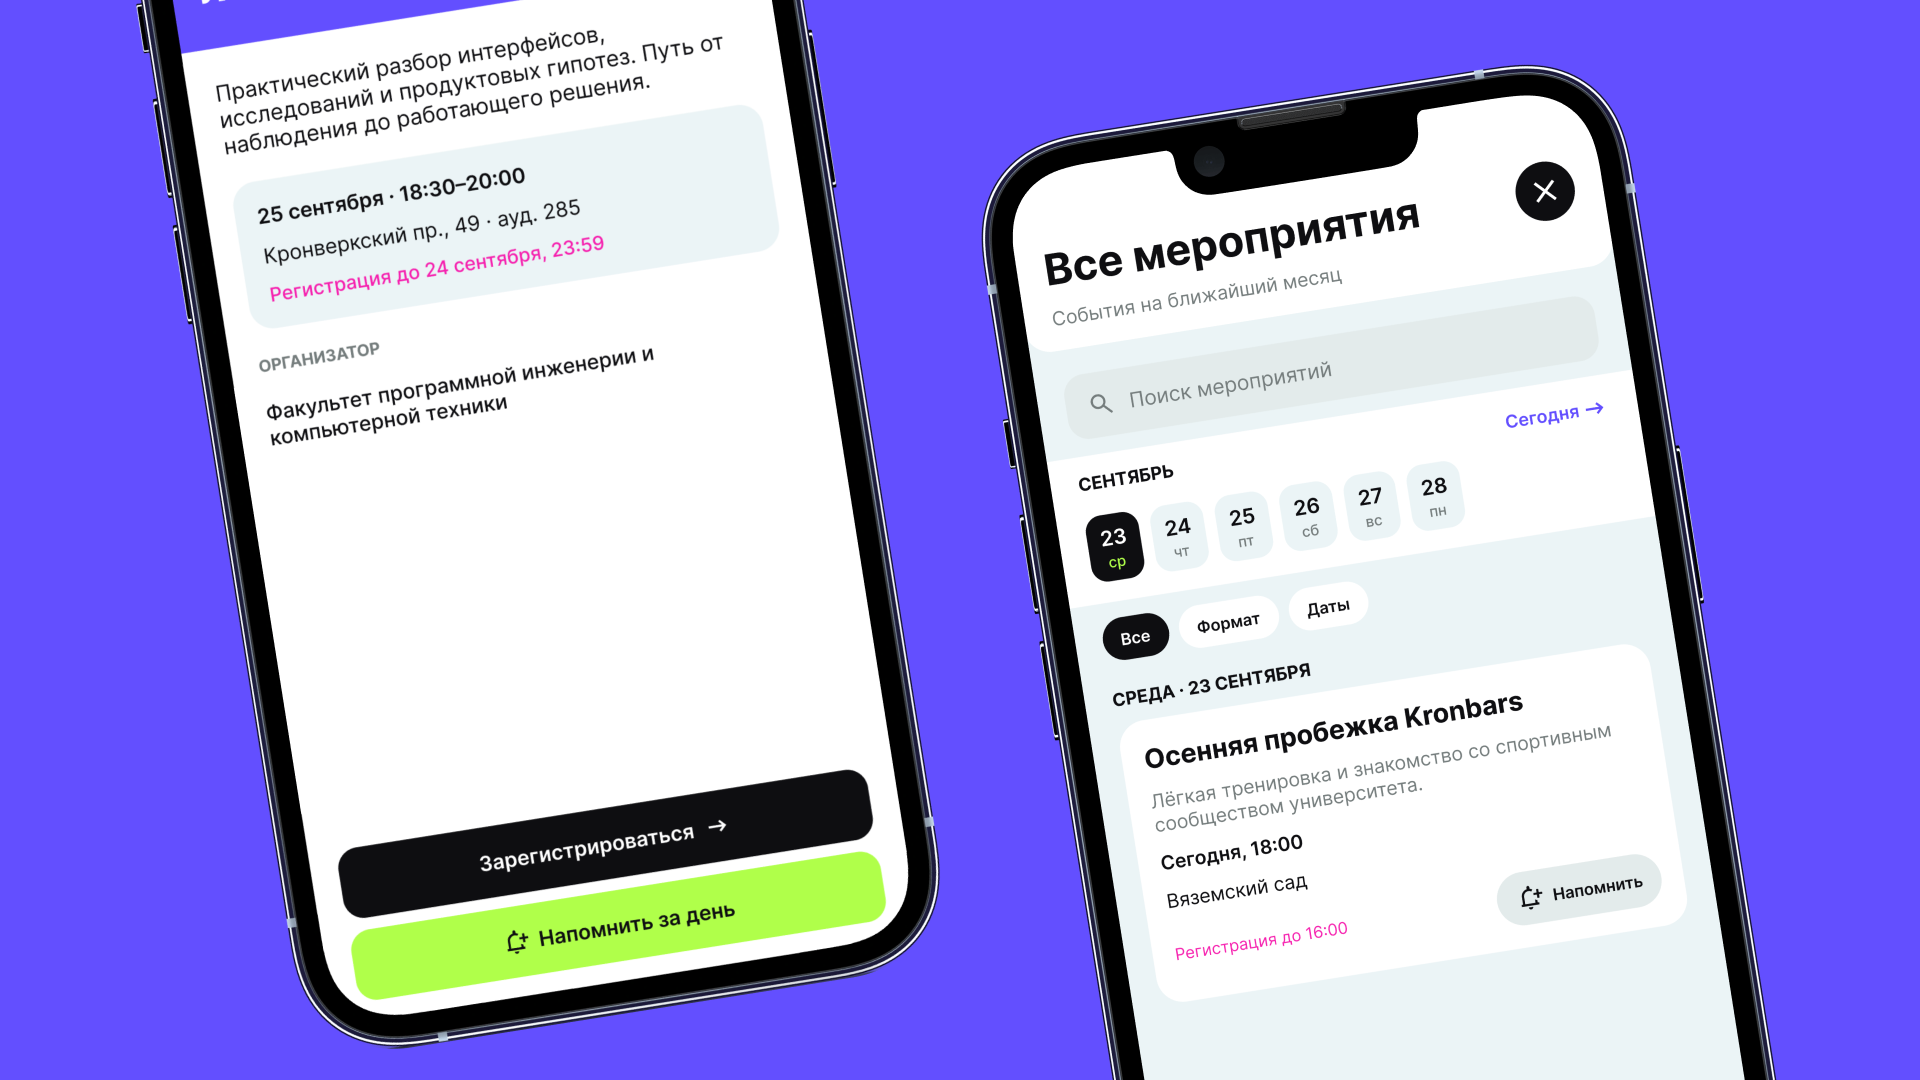 Практический разбор интерфейсов,
исследований и продуктовых гипотез. Путь от
наблюдения до работающего решения.
25 сентября · 18:30–20:00
Кронверкский пр., 49 · ауд. 285
Регистрация до 24 сентября, 23:59
ОРГАНИЗАТОР
Факультет программной инженерии и
компьютерной техники
Зарегистрироваться →
Напомнить за день
Все мероприятия
События на ближайший месяц
Поиск мероприятий
Сегодня →
СЕНТЯБРЬ
23 24 25 26 27 28
ср чт пт сб вс пн
Все Формат Даты
СРЕДА · 23 СЕНТЯБРЯ
Осенняя пробежка Kronbars
Лёгкая тренировка и знакомство со спортивным
сообществом университета.
Сегодня, 18:00
Вяземский сад
Напомнить
Регистрация до 16:00